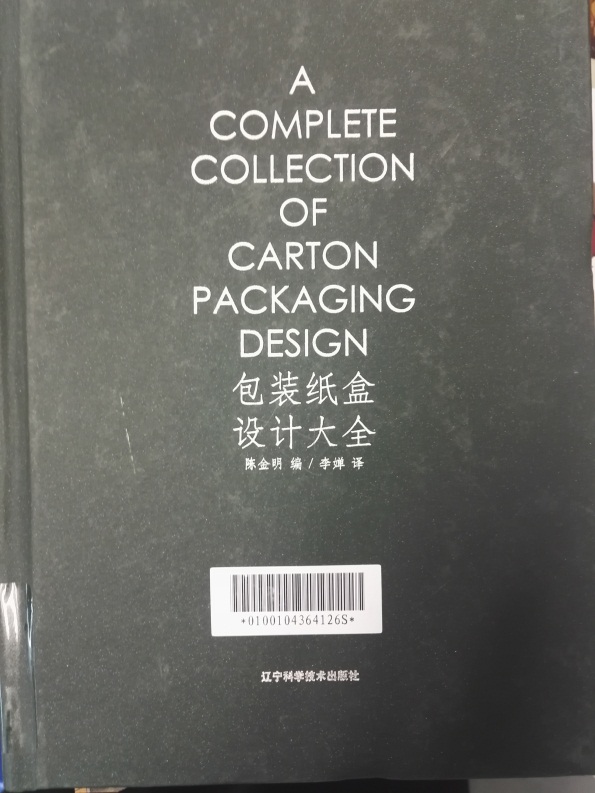 A
COMPLETE
COLLECTION
OF
CARTON
PACKAGING
DESIGN
包装纸盒
设计大全
陈金明 编 / 李婵 译
*0100104364126S*
辽宁科学技术出版社